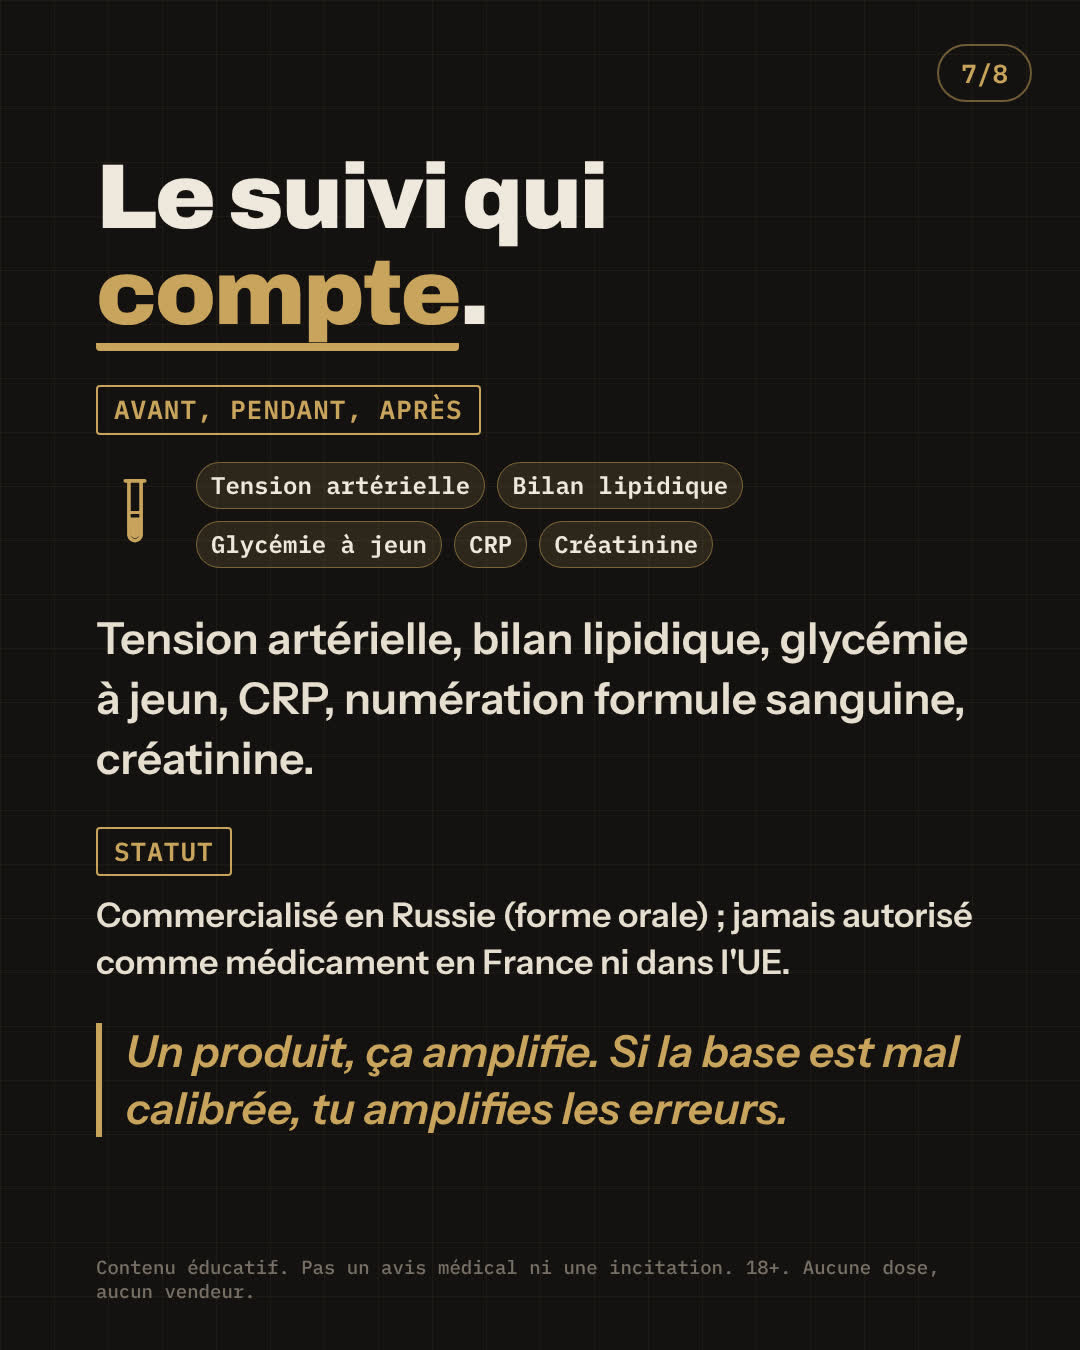 7/8
Le suivi qui
compte.
AVANT, PENDANT, APRÈS
Tension artérielle
Bilan lipidique
Glycémie à jeun
CRP
Créatinine
Tension artérielle, bilan lipidique, glycémie
à jeun, CRP, numération formule sanguine,
créatinine.
STATUT
Commercialisé en Russie (forme orale) ; jamais autorisé
comme médicament en France ni dans l'UE.
Un produit, ça amplifie. Si la base est mal
calibrée, tu amplifies les erreurs.
Contenu éducatif. Pas un avis médical ni une incitation. 18+. Aucune dose,
aucun vendeur.